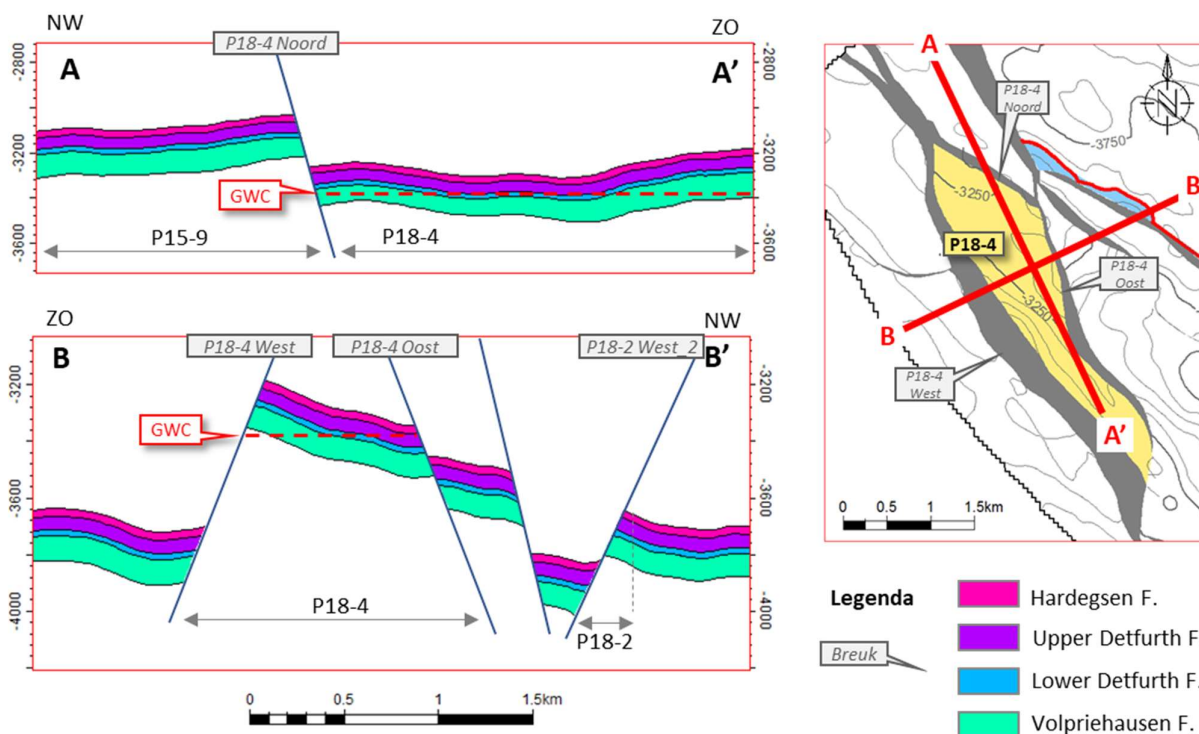 NW
ZO
P18-4 Noord
A
A'
-2800
-3200
-3600
-2800
-3200
-3600
GWC
P15-9
P18-4
ZO
NW
P18-4 West
P18-4 Oost
P18-2 West_2
B
B'
-3200
-3600
-4000
-3200
-3600
-4000
GWC
P18-4
P18-2
0
0.5
1
1.5km
A
P18-4
Noord
N
-3750
B
-3250
P18-4
P18-4
Oost
-3250
B
P18-4
West
A'
0
0.5
1
1.5km
Legenda
Breuk
Hardegsen F.
Upper Detfurth F
Lower Detfurth F.
Volpriehausen F.